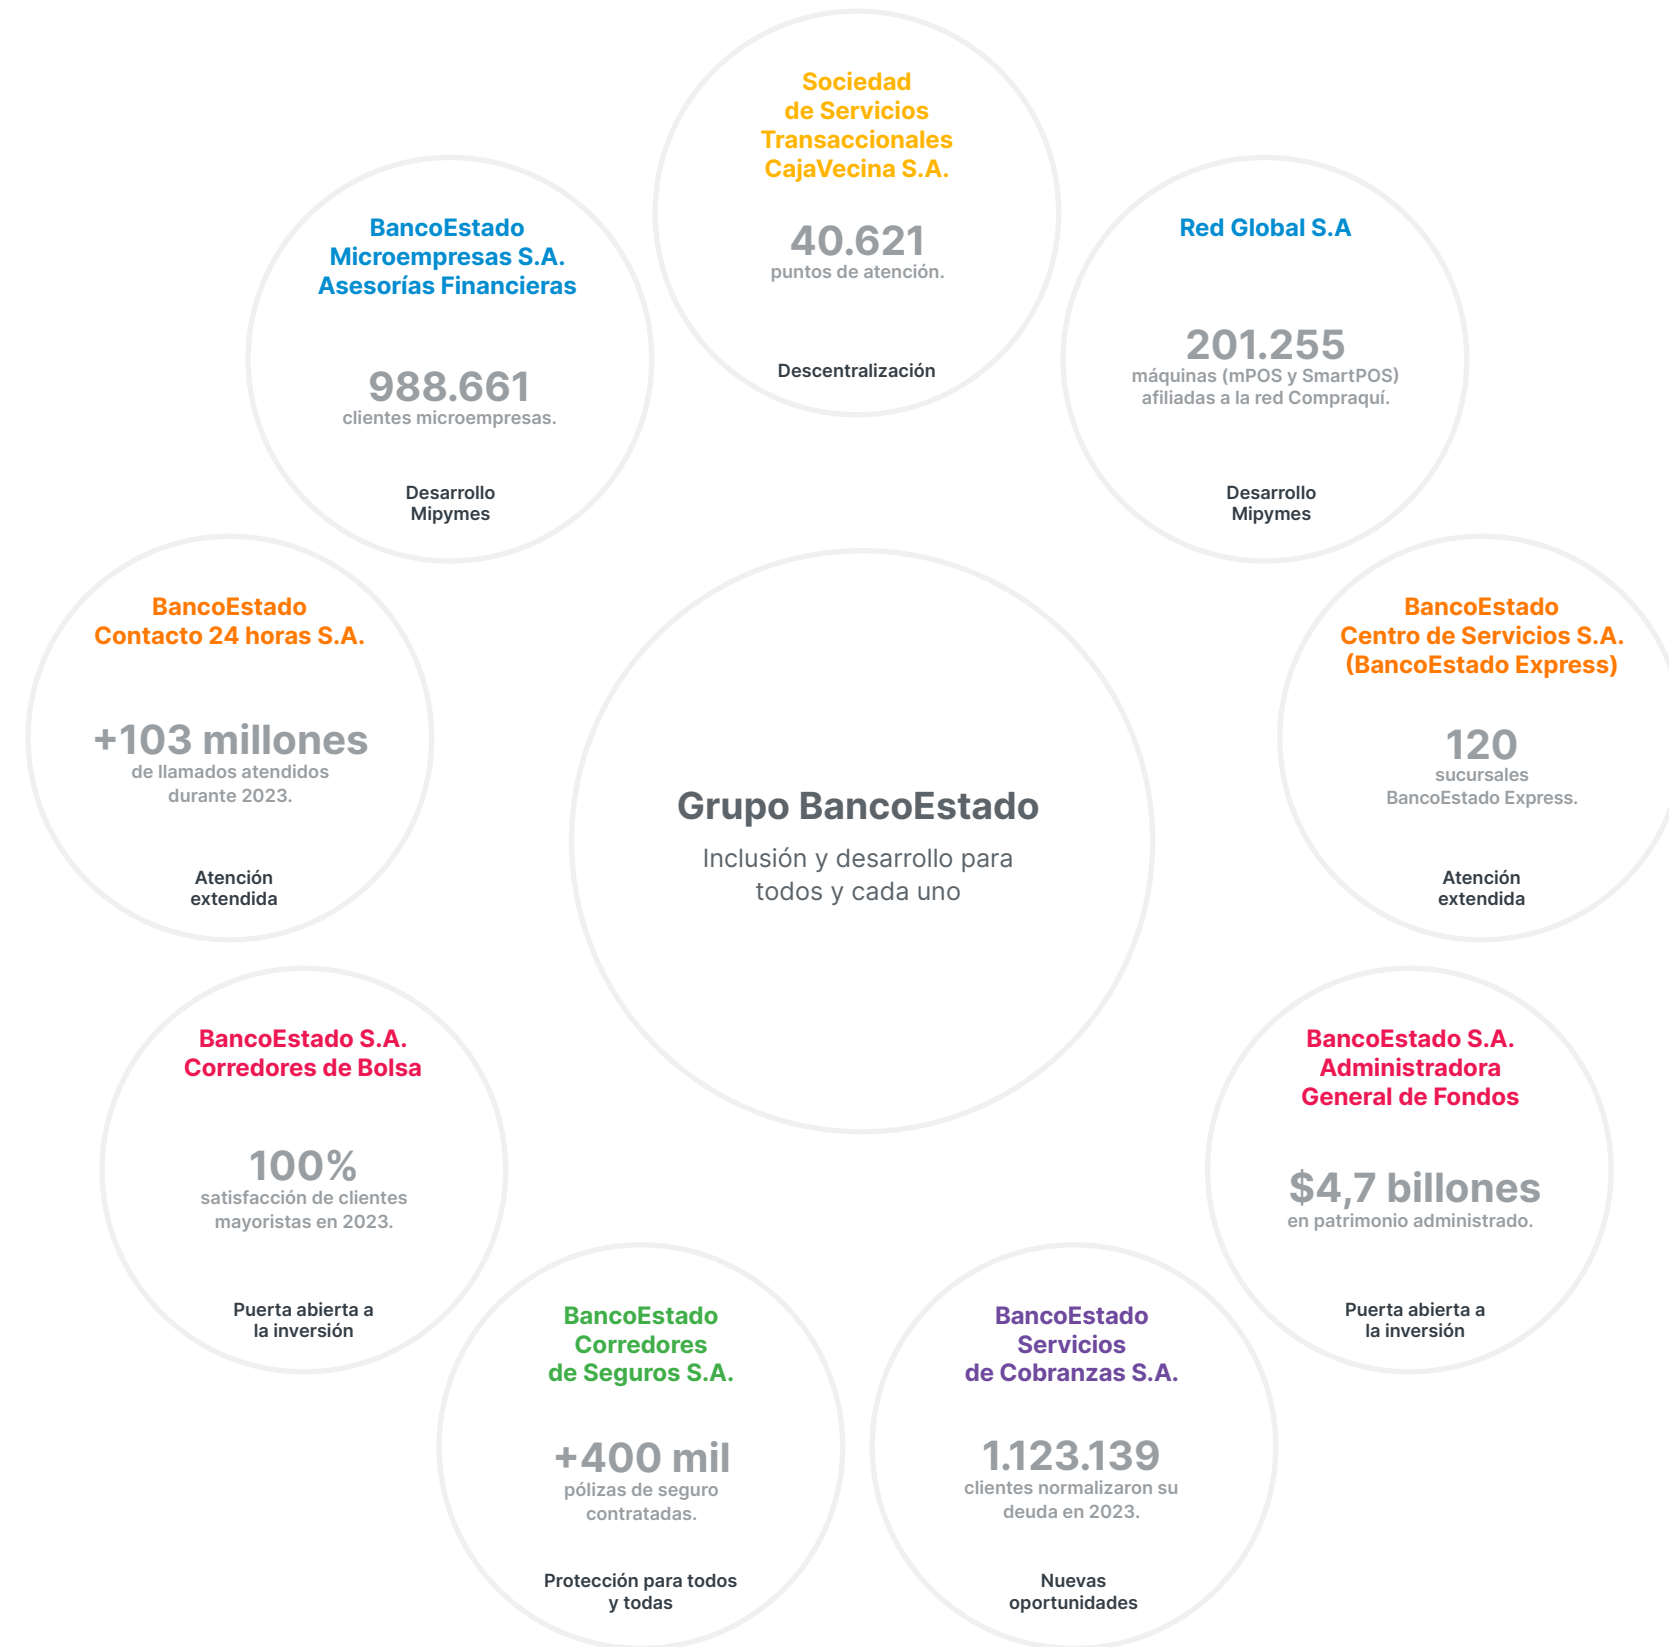 Sociedad
de Servicios
Transaccionales
CajaVecina S.A.
40.621
puntos de atención.
Descentralización
BancoEstado
Microempresas S.A.
Asesorías Financieras
988.661
clientes microempresas.
Desarrollo
Mipymes
Red Global S.A
201.255
máquinas (mPOS y SmartPOS)
afiliadas a la red Compraquí.
Desarrollo
Mipymes
BancoEstado
Contacto 24 horas S.A.
+103 millones
de llamados atendidos
durante 2023.
Atención
extendida
Grupo BancoEstado
Inclusión y desarrollo para
todos y cada uno
BancoEstado
Centro de Servicios S.A.
(BancoEstado Express)
120
sucursales
BancoEstado Express.
Atención
extendida
BancoEstado S.A.
Corredores de Bolsa
100%
satisfacción de clientes
mayoristas en 2023.
Puerta abierta a
la inversión
BancoEstado S.A.
Administradora
General de Fondos
$4,7 billones
en patrimonio administrado.
Puerta abierta a
la inversión
BancoEstado
Corredores
de Seguros S.A.
+400 mil
pólizas de seguro
contratadas.
Protección para todos
y todas
BancoEstado
Servicios
de Cobranzas S.A.
1.123.139
clientes normalizaron su
deuda en 2023.
Nuevas
oportunidades